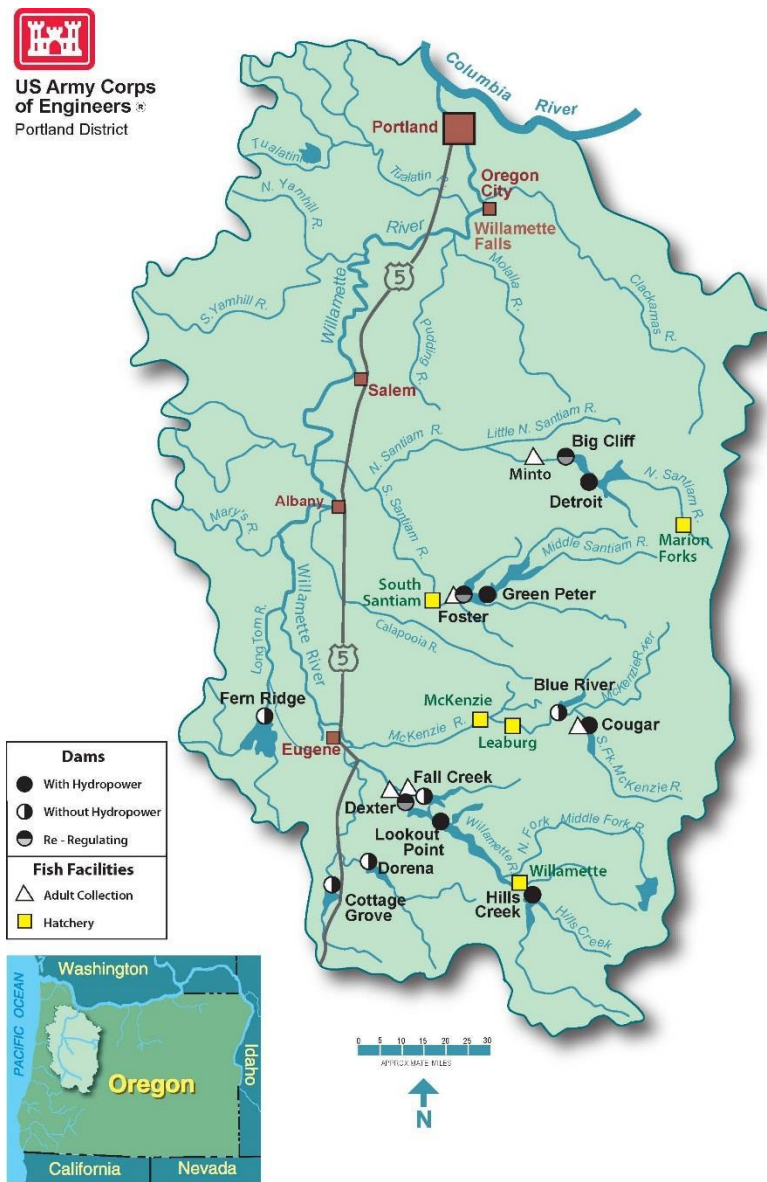 US Army Corps
of Engineers ®
Portland District
Columbia River
Portland
Tualatin
Tualatin R.
Oregon
City
N. Yamhill R.
Willamette
Falls
River
Willamette
5
Molalla R.
Clackamas R.
S. Yamhill R.
Pudding R.
Salem
Little N. Santiam R.
N. Santiam R.
Big Cliff
Minto
Detroit
N. Santiam R.
S. Santiam R.
Albany
Mary's R.
Marion
Forks
Middle Santiam R.
South
Santiam
Green Peter
Foster
Willamette River
Long Tom R.
Calapooia R.
5
McKenzie River
Blue River
Fern Ridge
McKenzie
Cougar
McKenzie R.
Leaburg
Eugene
S. Fk. McKenzie R.
Fall Creek
Dexter
Lookout
Point
N. Fork Middle Fork R.
Willamette R.
Willamette
Dorena
Hills
Creek
Cottage
Grove
Hills Creek
Dams
With Hydropower
Without Hydropower
Re - Regulating
Fish Facilities
Adult Collection
Hatchery
Washington
PACIFIC OCEAN
Oregon
Idaho
California
Nevada
0 5 10 15 20 25 30
APPROXIMATE MILES
N